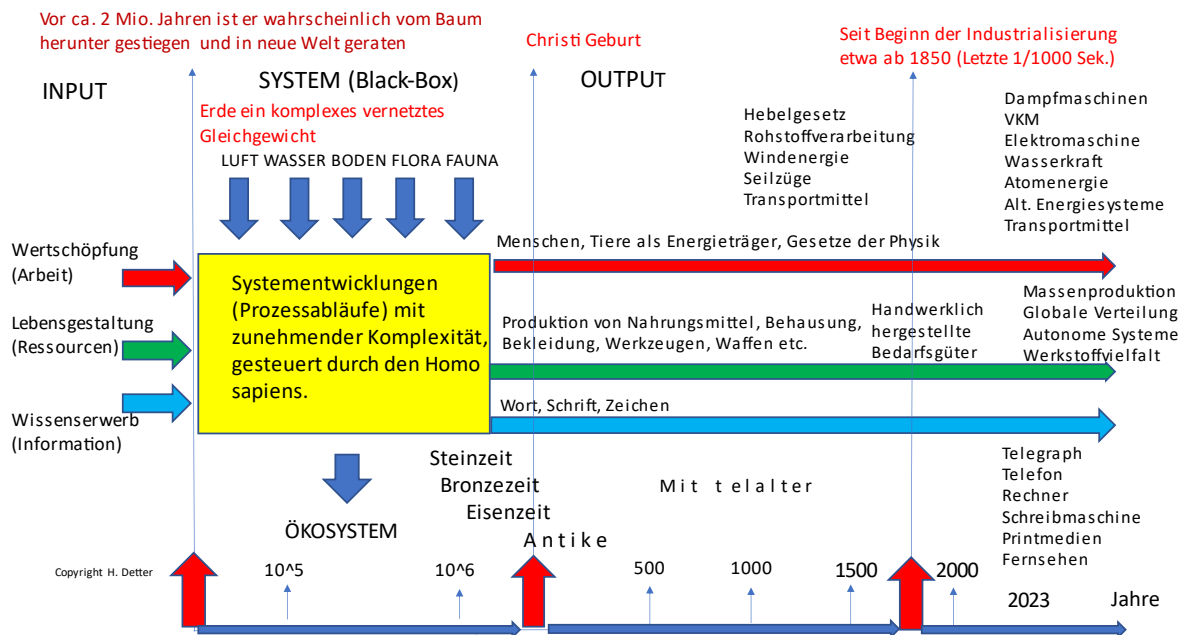 Vor ca. 2 Mio. Jahren ist er wahrscheinlich vom Baum
herunter gestiegen und in neue Welt geraten
Christi Geburt
Seit Beginn der Industrialisierung
etwa ab 1850 (Letzte 1/1000 Sek.)
INPUT
SYSTEM (Black-Box)
OUTPUT
Erde ein komplexes vernetztes
Gleichgewicht
LUFT WASSER BODEN FLORA FAUNA
Hebelgesetz
Rohstoffverarbeitung
Windenergie
Seilzüge
Transportmittel
Dampfmaschinen
VKM
Elektromaschine
Wasserkraft
Atomenergie
Alt. Energiesysteme
Transportmittel
Wertschöpfung
(Arbeit)
Lebensgestaltung
(Ressourcen)
Wissenserwerb
(Information)
Systementwicklungen
(Prozessabläufe) mit
zunehmender Komplexität,
gesteuert durch den Homo
sapiens.
Menschen, Tiere als Energieträger, Gesetze der Physik
Produktion von Nahrungsmittel, Behausung,
Bekleidung, Werkzeugen, Waffen etc.
Handwerklich
hergestellte
Bedarfsgüter
Massenproduktion
Globale Verteilung
Autonome Systeme
Werkstoffvielfalt
Wort, Schrift, Zeichen
Telegraph
Telefon
Rechner
Schreibmaschine
Printmedien
Fernsehen
ÖKOSYSTEM
Steinzeit
Bronzezeit
Eisenzeit
Antike
Mit telalter
Copyright H. Detter
10^5
10^6
500
1000
1500
2000
2023
Jahre